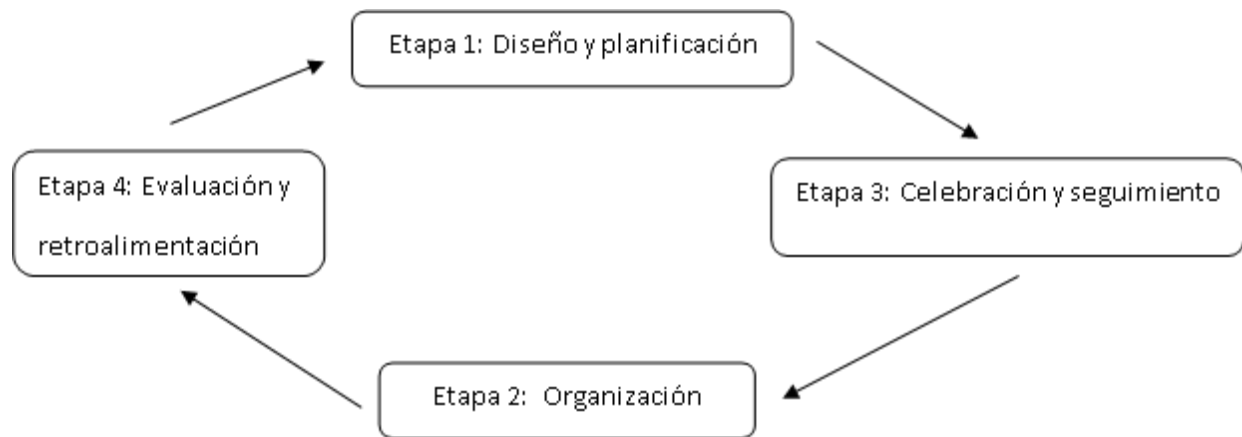 Etapa 1: Diseño y planificación
Etapa 4: Evaluación y
retroalimentación
Etapa 3: Celebración y seguimiento
Etapa 2: Organización